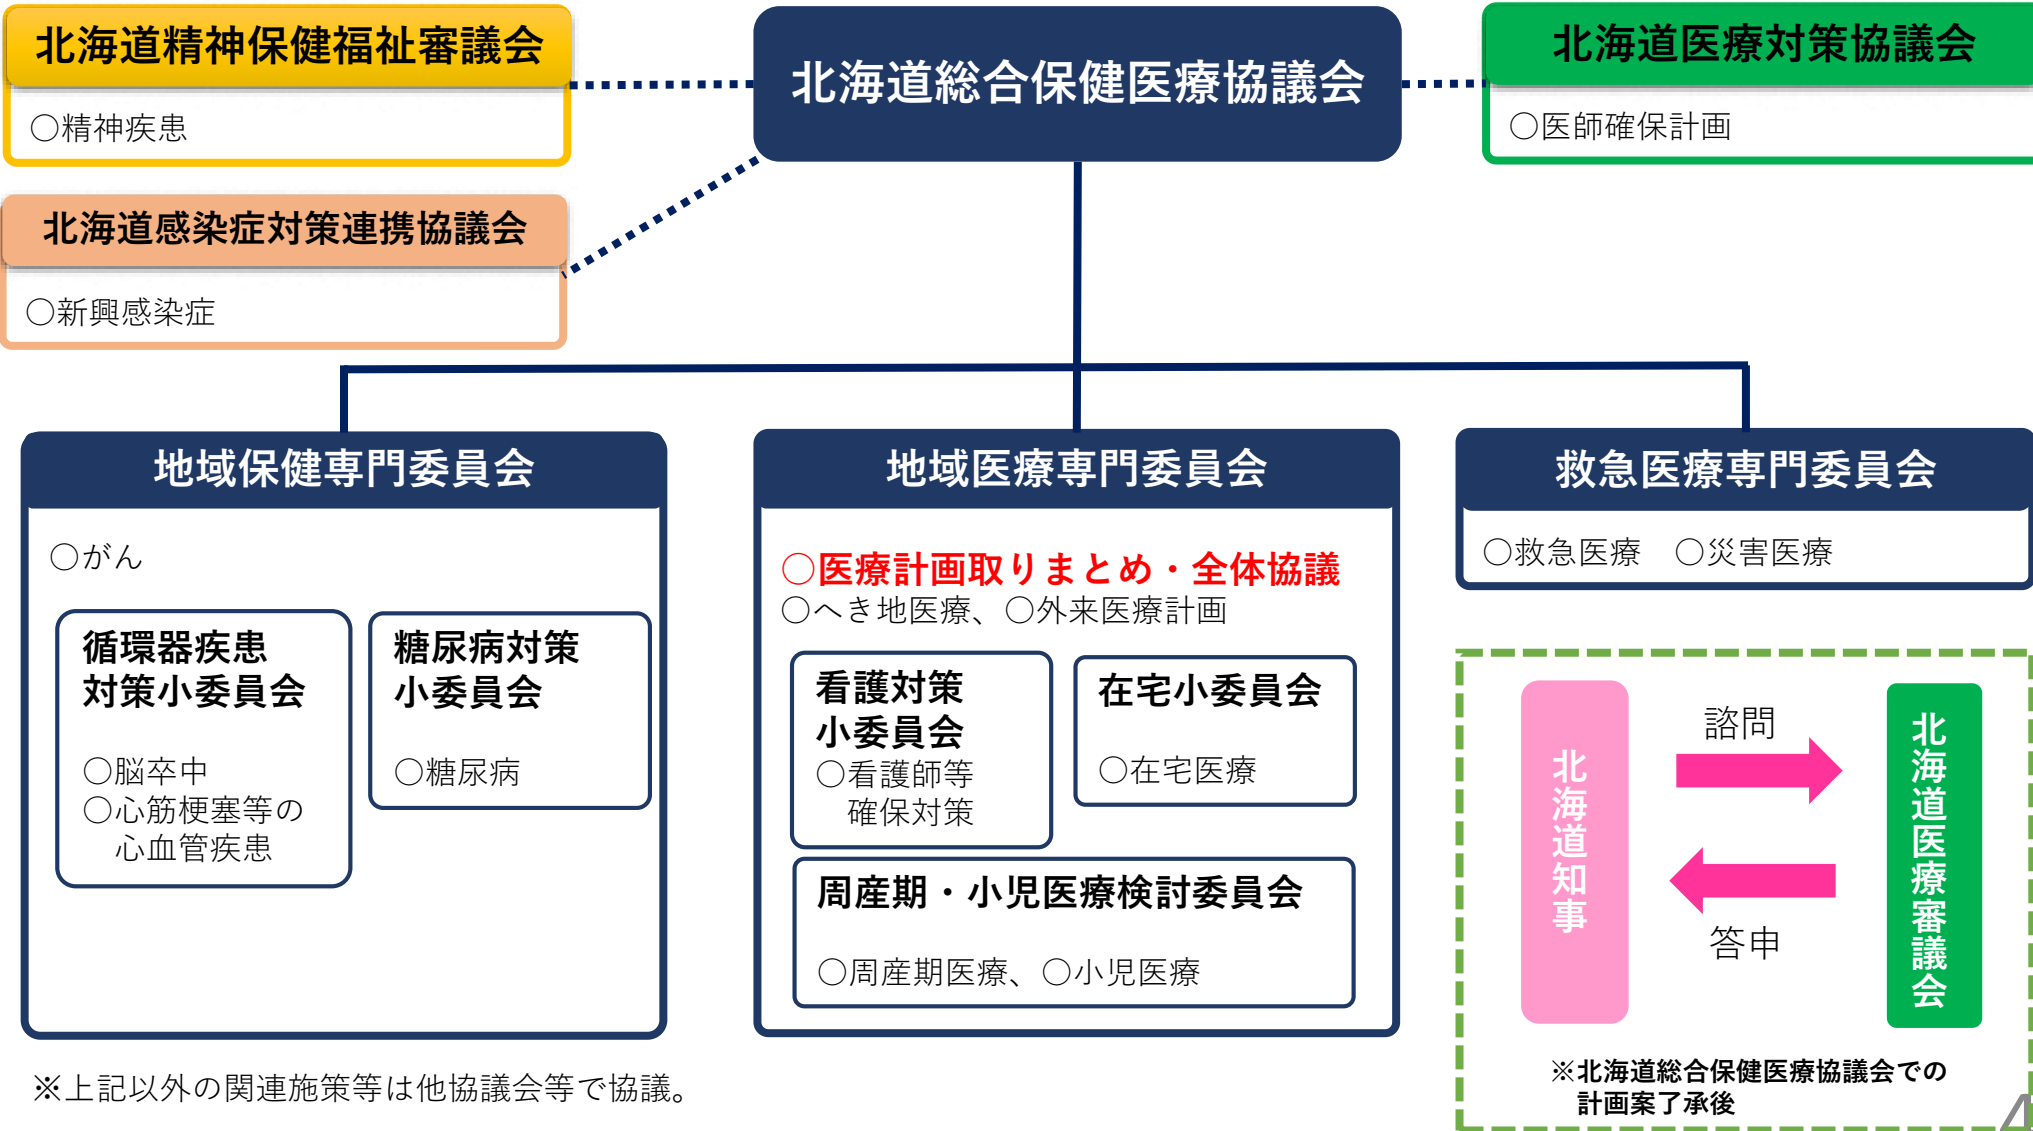 北海道精神保健福祉審議会
○精神疾患
北海道総合保健医療協議会
北海道医療対策協議会
○医師確保計画
北海道感染症対策連携協議会
○新興感染症
地域保健専門委員会
○がん
循環器疾患
対策小委員会
○脳卒中
○心筋梗塞等の
心血管疾患
糖尿病対策
小委員会
○糖尿病
地域医療専門委員会
○医療計画取りまとめ・全体協議
○へき地医療、○外来医療計画
看護対策
小委員会
○看護師等
確保対策
在宅小委員会
○在宅医療
周産期・小児医療検討委員会
○周産期医療、○小児医療
救急医療専門委員会
○救急医療　○災害医療
北海道知事
諮問
答申
北海道医療審議会
※北海道総合保健医療協議会での
計画案了承後
※上記以外の関連施策等は他協議会等で協議。
4